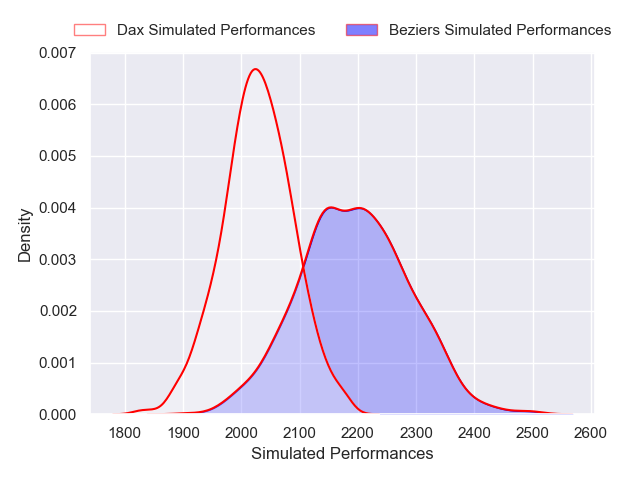 Dax Simulated Performances Beziers Simulated Performances
0.007
0.006
0.005
0.004
0.003
0.002
0.001
0.000
Density
1800 1900 2000 2100 2200 2300 2400 2500 2600
Simulated Performances